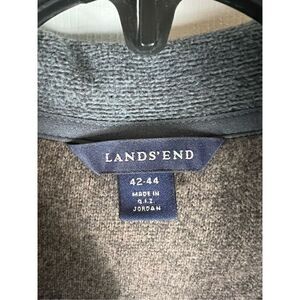 LANDS' END
42-44
MADE IN
Q.I.Z
JORDAN